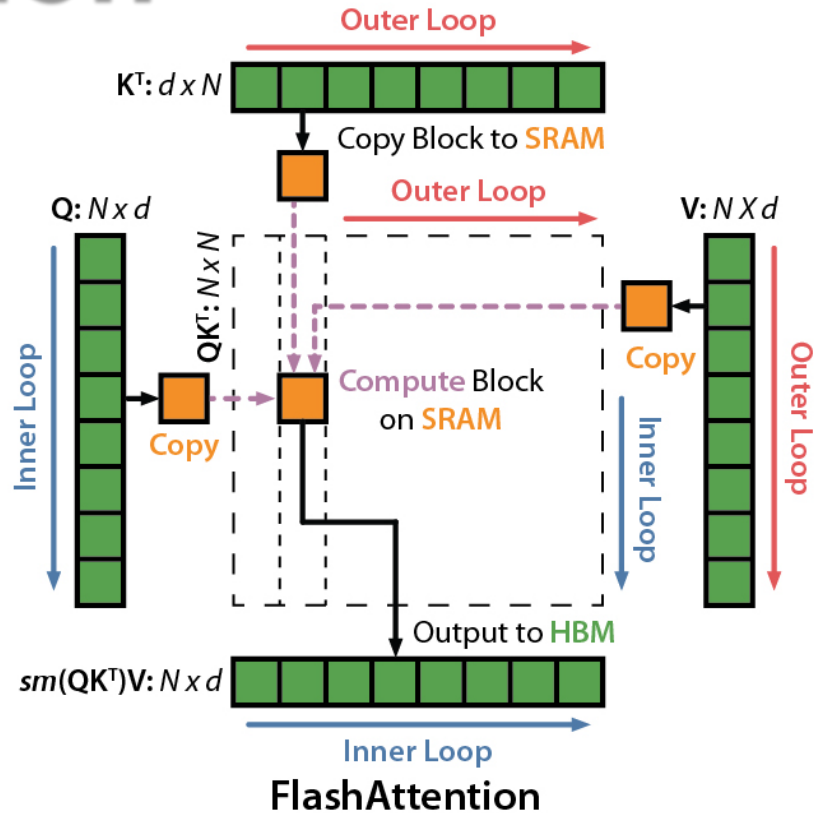 Outer Loop
Kᵀ: d x N
Copy Block to SRAM
Outer Loop
Q: N x d
V: N X d
QKᵀ: N x N
Copy
Compute Block
on SRAM
Copy
Inner Loop
Inner Loop
Outer Loop
Output to HBM
sm(QKᵀ)V: N x d
Inner Loop
FlashAttention